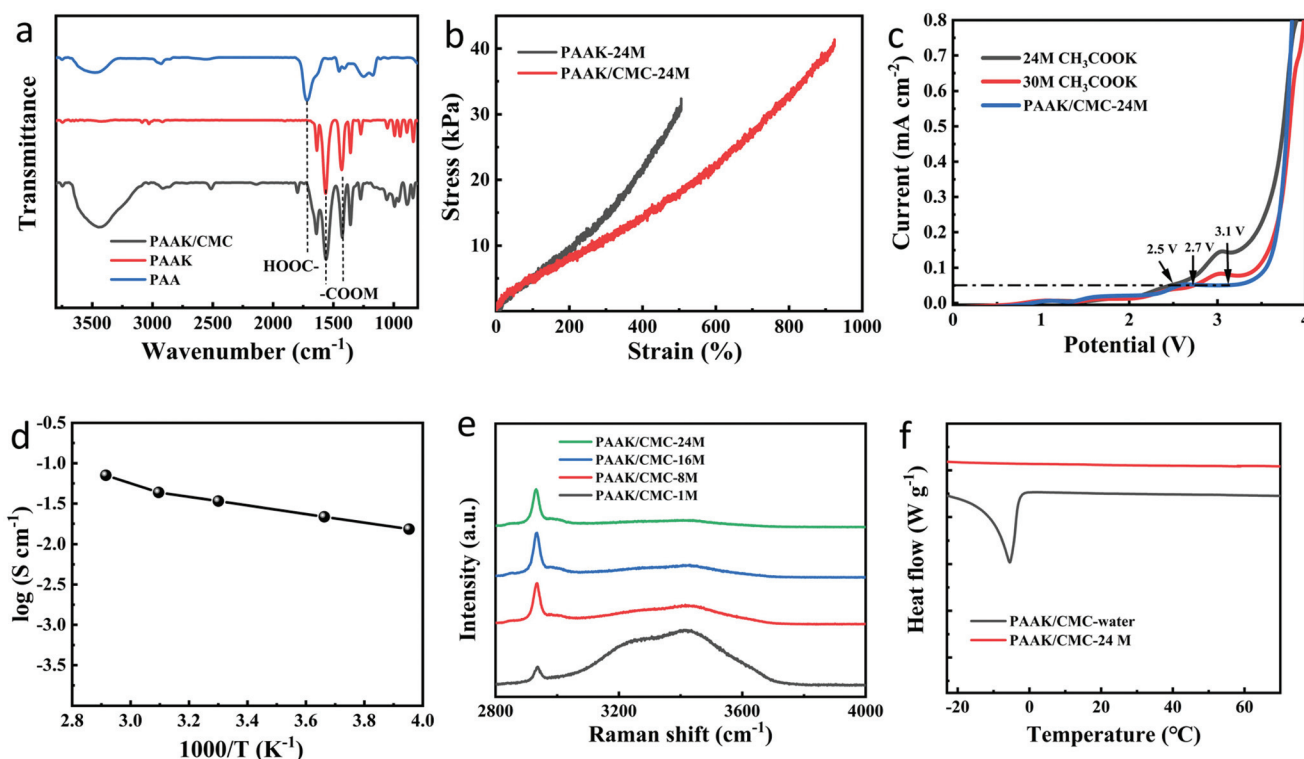 a
Transmittance
PAAK/CMC
PAAK
PAA
HOOC-
-COOM
3500 3000 2500 2000 1500 1000
Wavenumber (cm⁻¹)
b
Stress (kPa)
40
30
20
10
PAAK-24M
PAAK/CMC-24M
0 200 400 600 800 1000
Strain (%)
c
Current (mA cm⁻²)
0.8
0.7
0.6
0.5
0.4
0.3
0.2
0.1
0.0
24M CH₃COOK
30M CH₃COOK
PAAK/CMC-24M
2.5 V
2.7 V
3.1 V
0 1 2 3 4
Potential (V)
d
log (S cm⁻¹)
-0.5
-1.0
-1.5
-2.0
-2.5
-3.0
-3.5
2.8 3.0 3.1 3.3 3.4 3.6 3.7 3.9 4.0
1000/T (K⁻¹)
e
Intensity (a.u.)
PAAK/CMC-24M
PAAK/CMC-16M
PAAK/CMC-8M
PAAK/CMC-1M
2800 3200 3600 4000
Raman shift (cm⁻¹)
f
Heat flow (W g⁻¹)
PAAK/CMC-water
PAAK/CMC-24 M
-20 0 20 40 60
Temperature (℃)